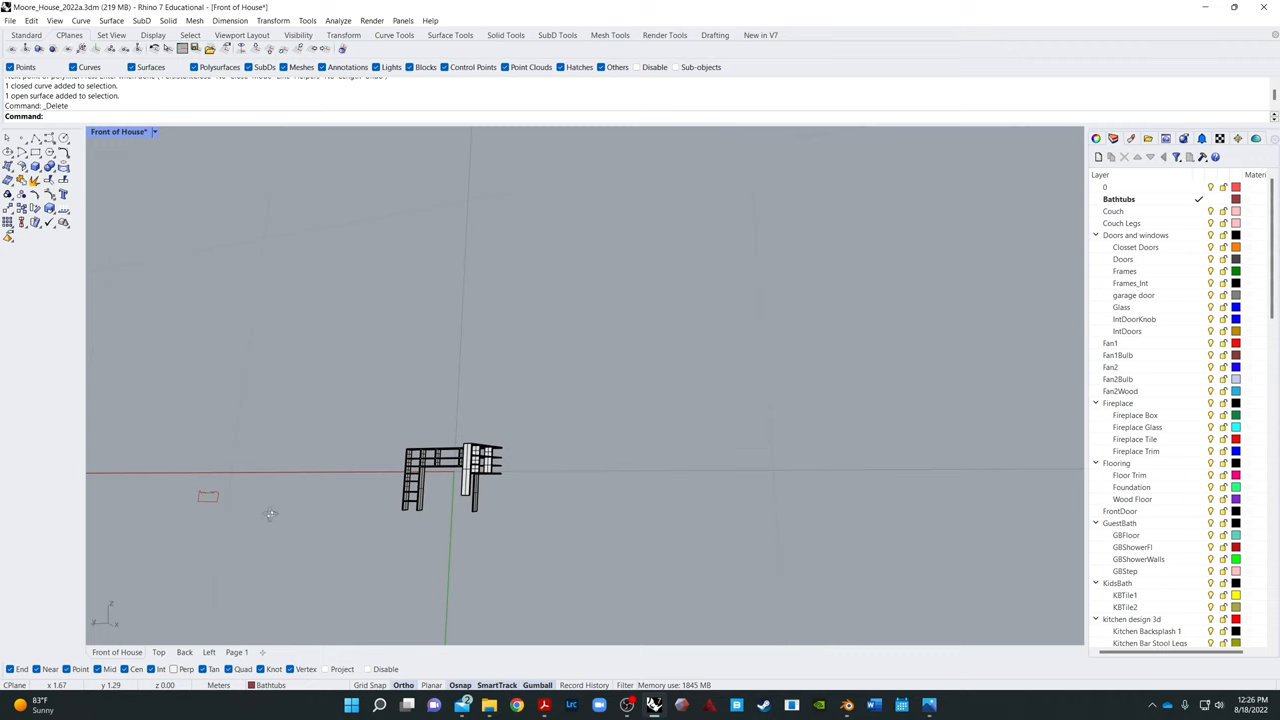 Moore_House_2022a.3dm (219 MB) - Rhino 7 Educational - [Front of House*]
File Edit View Curve Surface SubD Solid Mesh Dimension Transform Tools Analyze Render Panels Help
Standard CPlanes Set View Display Select Viewport Layout Visibility Transform Curve Tools Surface Tools Solid Tools SubD Tools Mesh Tools Render Tools Drafting New in V7
Points Curves Surfaces Polysurfaces SubDs Meshes Annotations Lights Blocks Control Points Point Clouds Hatches Others Disable Sub-objects
1 closed curve added to selection.
1 open surface added to selection.
Command: _Delete
Command:
Front of House*
Layer Materi
0
Bathtubs
Couch
Couch Legs
Doors and windows
Closset Doors
Doors
Frames
Frames_Int
garage door
Glass
IntDoorKnob
IntDoors
Fan1
Fan1Bulb
Fan2
Fan2Bulb
Fan2Wood
Fireplace
Fireplace Box
Fireplace Glass
Fireplace Tile
Fireplace Trim
Flooring
Floor Trim
Foundation
Wood Floor
FrontDoor
GuestBath
GBFloor
GBShowerFl
GBShowerWalls
GBStep
KidsBath
KBTile1
KBTile2
kitchen design 3d
Kitchen Backsplash 1
Kitchen Bar Stool Legs
z
y x
Front of House Top Back Left Page 1
End Near Point Mid Cen Int Perp Tan Quad Knot Vertex Project Disable
CPlane x 1.67 y 1.29 z 0.00 Meters Bathtubs Grid Snap Ortho Planar Osnap SmartTrack Gumball Record History Filter Memory use: 1845 MB
83°F
Sunny
12:26 PM
8/18/2022